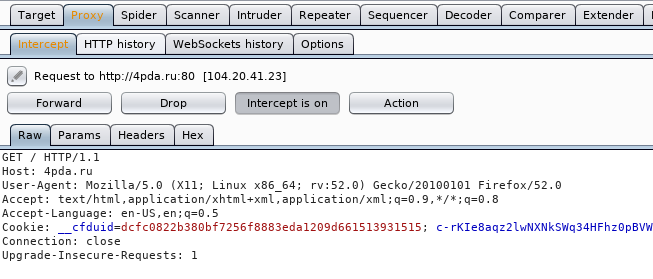 Target Proxy Spider Scanner Intruder Repeater Sequencer Decoder Comparer Extender
Intercept HTTP history WebSockets history Options
Request to http://4pda.ru:80 [104.20.41.23]
Forward Drop Intercept is on Action
Raw Params Headers Hex
GET / HTTP/1.1
Host: 4pda.ru
User-Agent: Mozilla/5.0 (X11; Linux x86_64; rv:52.0) Gecko/20100101 Firefox/52.0
Accept: text/html,application/xhtml+xml,application/xml;q=0.9,*/*;q=0.8
Accept-Language: en-US,en;q=0.5
Cookie: __cfduid=dcfc0822b380bf7256f8883eda1209d661513931515; c-rKIe8aqz2lwNXNkSWq34HFhz0pBVW
Connection: close
Upgrade-Insecure-Requests: 1